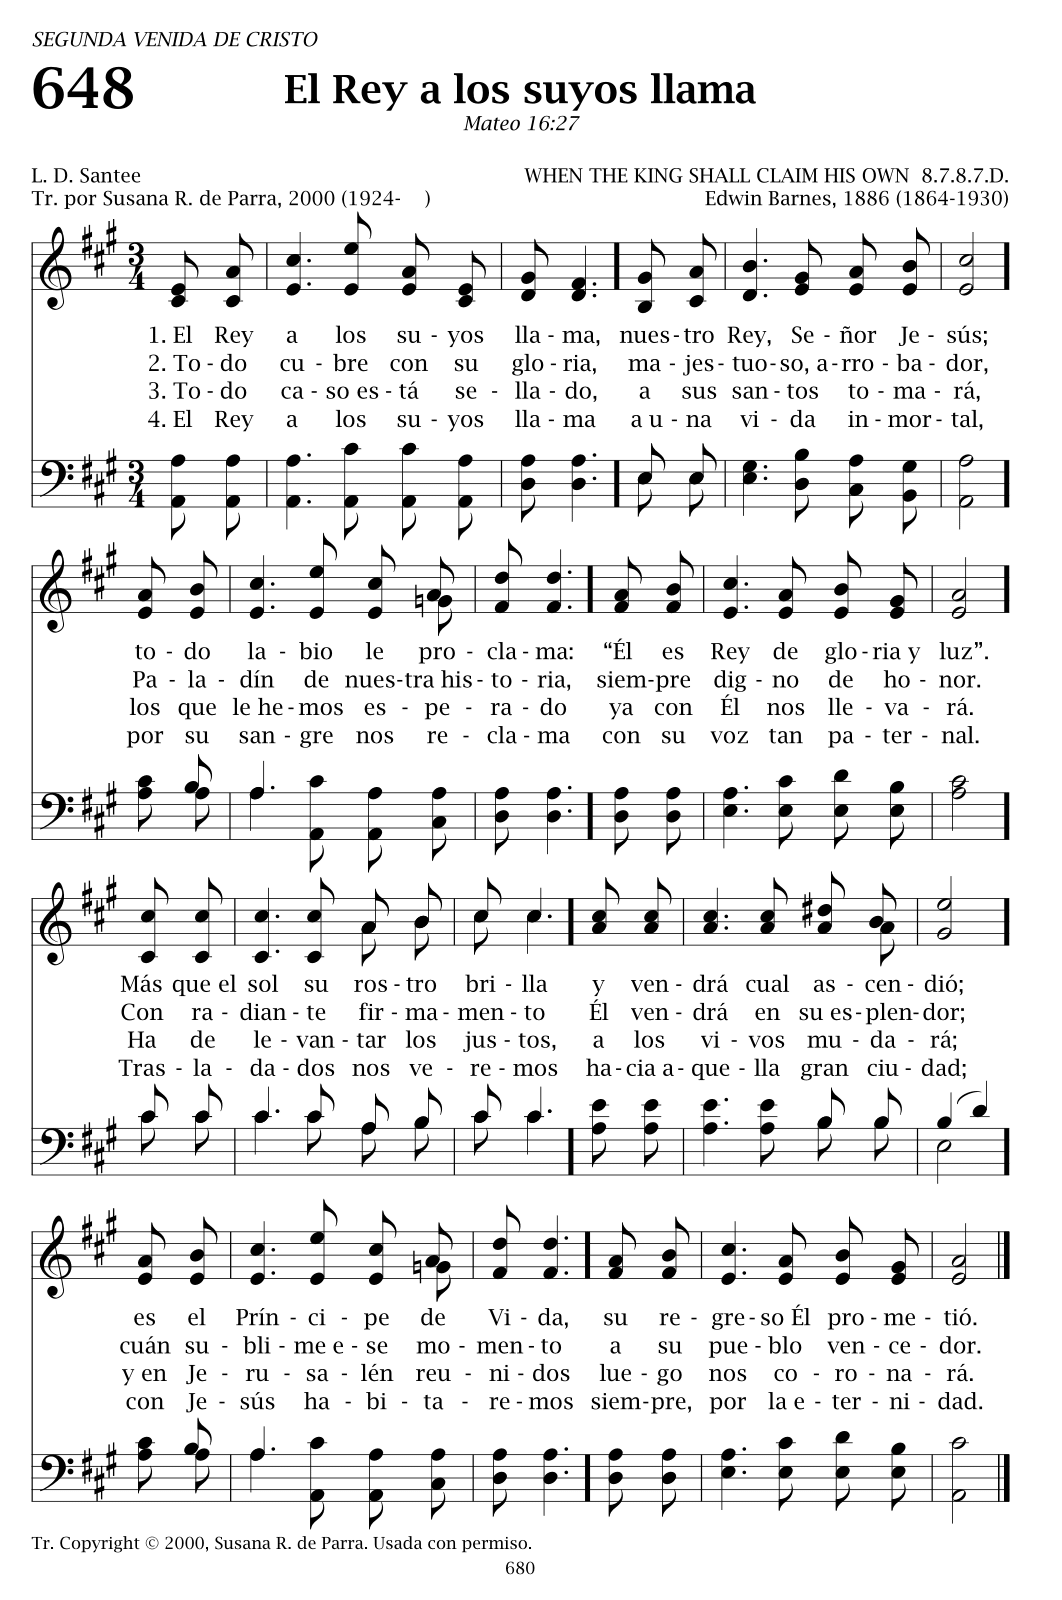 SEGUNDA VENIDA DE CRISTO
648 El Rey a los suyos llama
Mateo 16:27
L. D. Santee WHEN THE KING SHALL CLAIM HIS OWN 8.7.8.7.D.
Tr. por Susana R. de Parra, 2000 (1924- ) Edwin Barnes, 1886 (1864-1930)
3 4
1. El Rey a los su - yos lla - ma, nues - tro Rey, Se - ñor Je - sús;
2. To - do cu - bre con su glo - ria, ma - jes - tuo - so, a - rro - ba - dor,
3. To - do ca - so es - tá se - lla - do, a sus san - tos to - ma - rá,
4. El Rey a los su - yos lla - ma a u - na vi - da in - mor - tal,
3 4
to - do la - bio le pro - cla - ma: “Él es Rey de glo - ria y luz”.
Pa - la - dín de nues - tra his - to - ria, siem - pre dig - no de ho - nor.
los que le he - mos es - pe - ra - do ya con Él nos lle - va - rá.
por su san - gre nos re - cla - ma con su voz tan pa - ter - nal.
Más que el sol su ros - tro bri - lla y ven - drá cual as - cen - dió;
Con ra - dian - te fir - ma - men - to Él ven - drá en su es - plen - dor;
Ha de le - van - tar los jus - tos, a los vi - vos mu - da - rá;
Tras - la - da - dos nos ve - re - mos ha - cia a - que - lla gran ciu - dad;
es el Prín - ci - pe de Vi - da, su re - gre - so Él pro - me - tió.
cuán su - bli - me e - se mo - men - to a su pue - blo ven - ce - dor.
y en Je - ru - sa - lén reu - ni - dos lue - go nos co - ro - na - rá.
con Je - sús ha - bi - ta - re - mos siem - pre, por la e - ter - ni - dad.
Tr. Copyright © 2000, Susana R. de Parra. Usada con permiso.
680